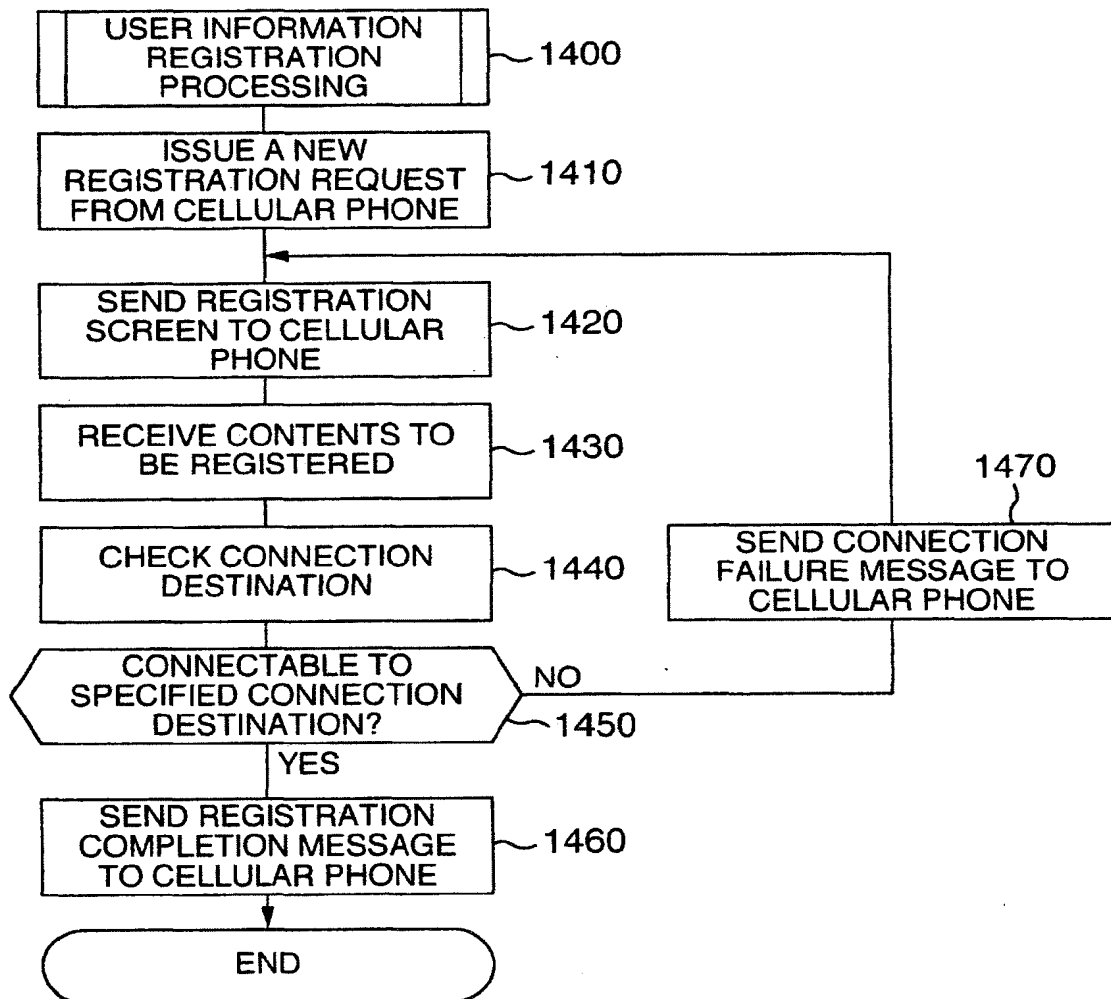 USER INFORMATION
REGISTRATION
PROCESSING
1400
ISSUE A NEW
REGISTRATION REQUEST
FROM CELLULAR PHONE
1410
SEND REGISTRATION
SCREEN TO CELLULAR
PHONE
1420
RECEIVE CONTENTS TO
BE REGISTERED
1430
CHECK CONNECTION
DESTINATION
1440
CONNECTABLE TO
SPECIFIED CONNECTION
DESTINATION?
1450
NO
1470
SEND CONNECTION
FAILURE MESSAGE TO
CELLULAR PHONE
YES
SEND REGISTRATION
COMPLETION MESSAGE
TO CELLULAR PHONE
1460
END